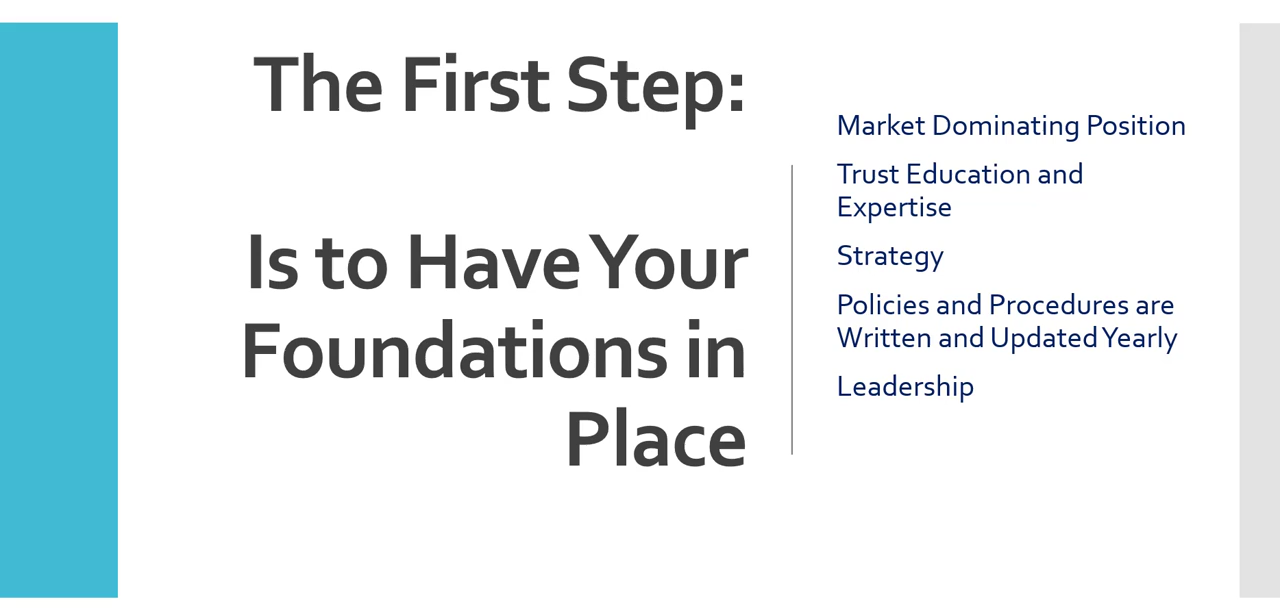 The First Step:
Is to Have Your
Foundations in
Place
Market Dominating Position
Trust Education and
Expertise
Strategy
Policies and Procedures are
Written and Updated Yearly
Leadership